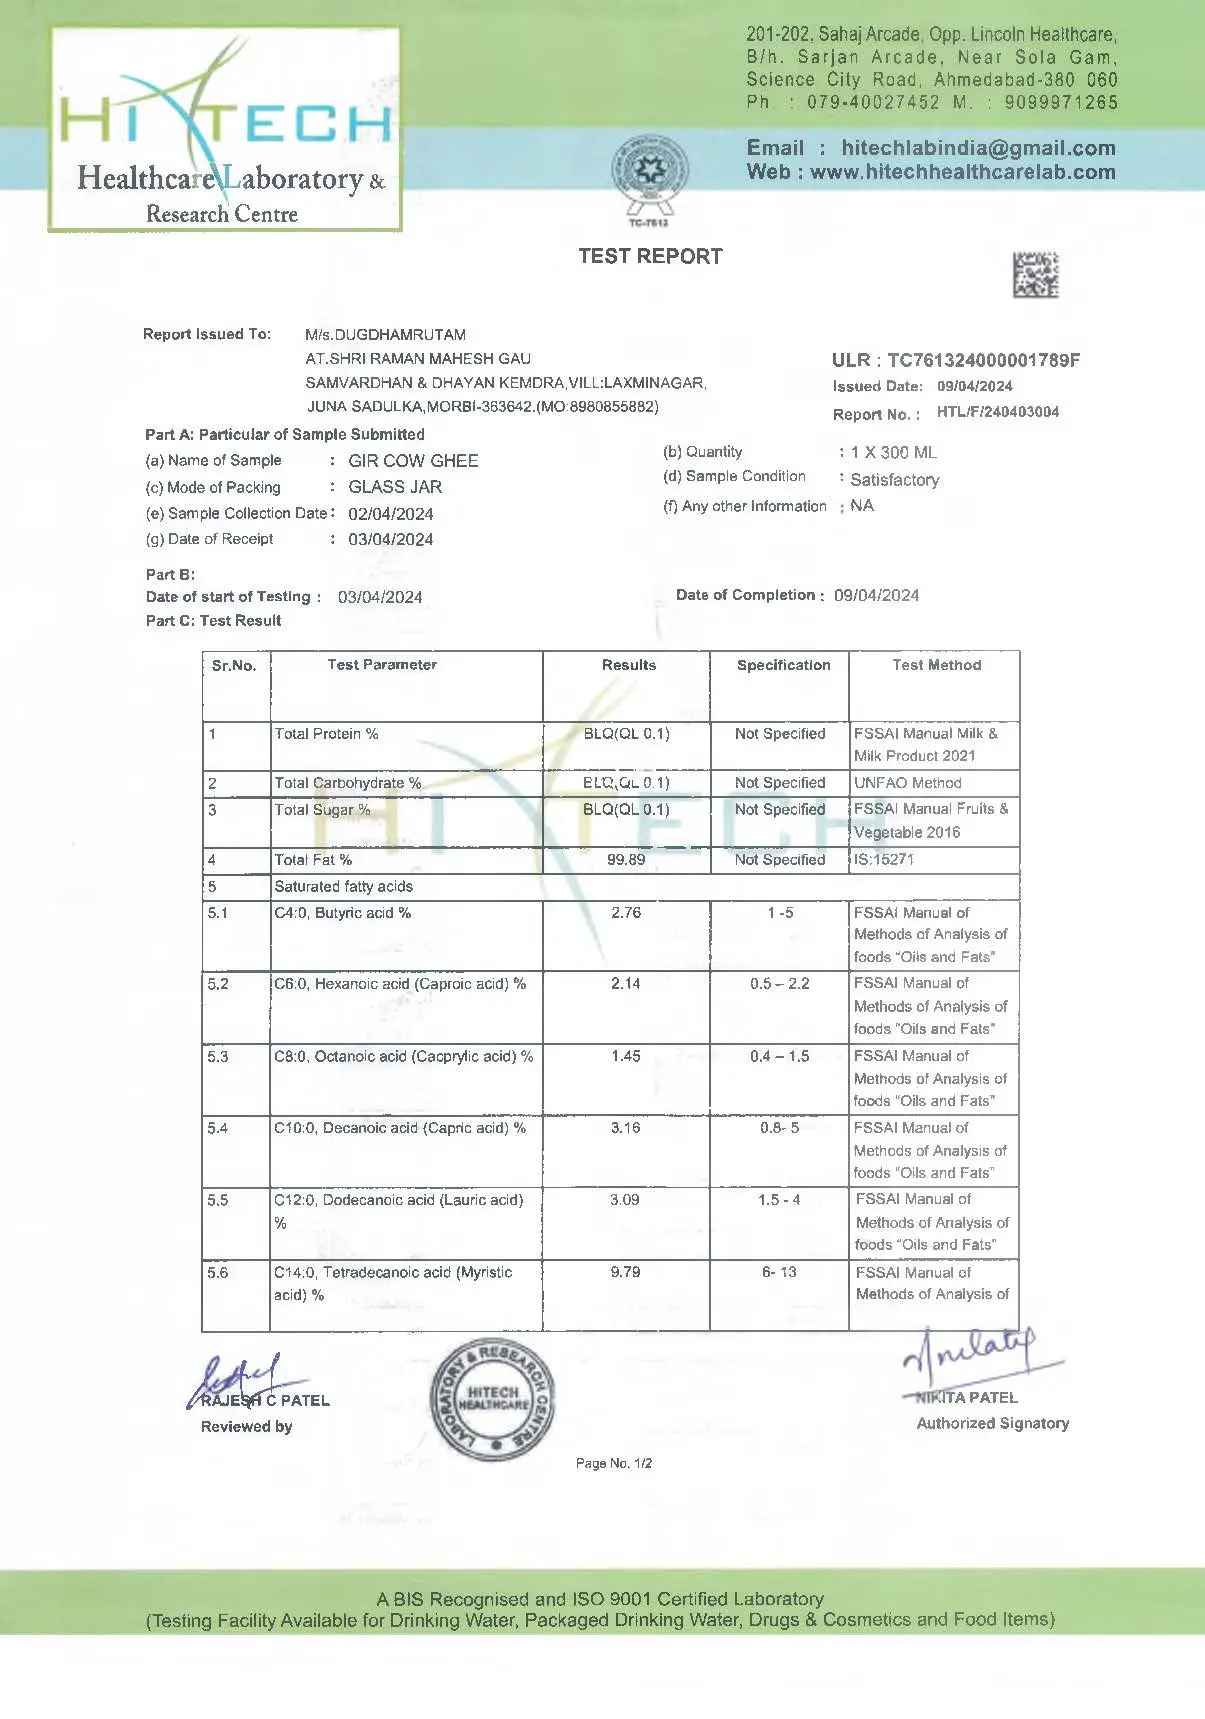 HI TECH
Healthcare Laboratory &
Research Centre
201-202, Sahaj Arcade, Opp. Lincoln Healthcare,
B/h. Sarjan Arcade, Near Sola Gam,
Science City Road, Ahmedabad-380 060
Ph. : 079-40027452 M. : 9099971265
Email : hitechlabindia@gmail.com
Web : www.hitechhealthcarelab.com
TC-7613
TEST REPORT
Report Issued To: M/s.DUGDHAMRUTAM
AT.SHRI RAMAN MAHESH GAU
SAMVARDHAN & DHAYAN KEMDRA,VILL:LAXMINAGAR,
JUNA SADULKA,MORBI-363642.(MO:8980855882)
ULR : TC761324000001789F
Issued Date: 09/04/2024
Report No. : HTL/F/240403004
Part A: Particular of Sample Submitted
(a) Name of Sample : GIR COW GHEE
(b) Quantity : 1 X 300 ML
(c) Mode of Packing : GLASS JAR
(d) Sample Condition : Satisfactory
(e) Sample Collection Date : 02/04/2024
(f) Any other Information : NA
(g) Date of Receipt : 03/04/2024
Part B:
Date of start of Testing : 03/04/2024 Date of Completion : 09/04/2024
Part C: Test Result
Sr.No. Test Parameter Results Specification Test Method
1 Total Protein % BLQ(QL 0.1) Not Specified FSSAI Manual Milk &
Milk Product 2021
2 Total Carbohydrate % BLQ(QL 0.1) Not Specified UNFAO Method
3 Total Sugar % BLQ(QL 0.1) Not Specified FSSAI Manual Fruits &
Vegetable 2016
4 Total Fat % 99.89 Not Specified IS:15271
5 Saturated fatty acids
5.1 C4:0, Butyric acid % 2.76 1 -5 FSSAI Manual of
Methods of Analysis of
foods "Oils and Fats"
5.2 C6:0, Hexanoic acid (Caproic acid) % 2.14 0.5 – 2.2 FSSAI Manual of
Methods of Analysis of
foods "Oils and Fats"
5.3 C8:0, Octanoic acid (Cacprylic acid) % 1.45 0.4 – 1.5 FSSAI Manual of
Methods of Analysis of
foods "Oils and Fats"
5.4 C10:0, Decanoic acid (Capric acid) % 3.16 0.8- 5 FSSAI Manual of
Methods of Analysis of
foods "Oils and Fats"
5.5 C12:0, Dodecanoic acid (Lauric acid) 3.09 1.5 - 4 FSSAI Manual of
% Methods of Analysis of
foods "Oils and Fats"
5.6 C14:0, Tetradecanoic acid (Myristic 9.79 6- 13 FSSAI Manual of
acid) % Methods of Analysis of
RAJESH C PATEL
Reviewed by
LABORATORY & RESEARCH CENTRE
HITECH
HEALTHCARE
NIKITA PATEL
Authorized Signatory
Page No. 1/2
A BIS Recognised and ISO 9001 Certified Laboratory
(Testing Facility Available for Drinking Water, Packaged Drinking Water, Drugs & Cosmetics and Food Items)